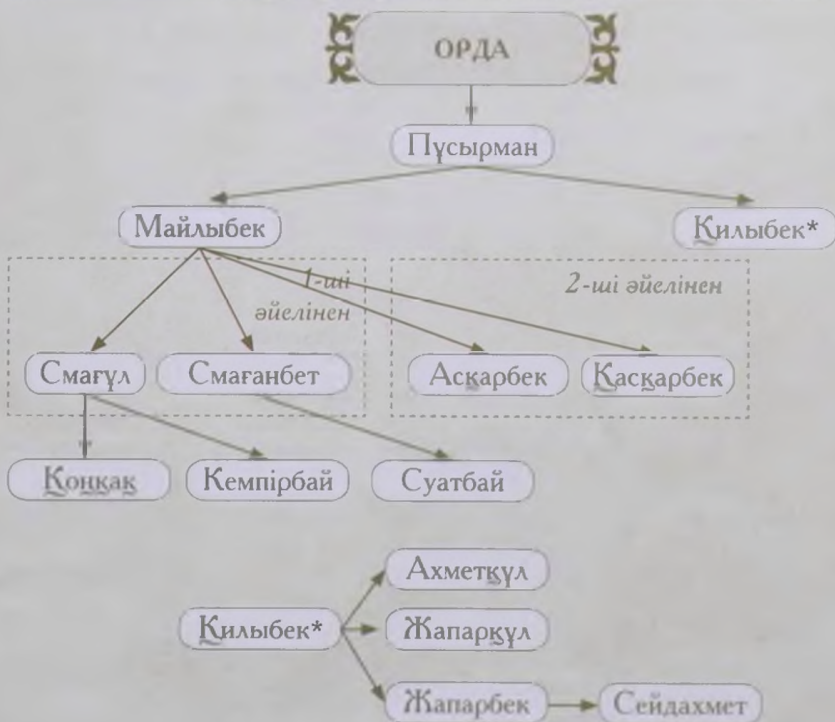 ОРДА
Пұсырман
Майлыбек
Қилыбек*
1-ші
әйелінен
2-ші әйелінен
Смағұл
Смағанбет
Асқарбек
Қасқарбек
Қоңқақ
Кемпірбай
Суатбай
Ахметқұл
Қилыбек*
Жапарқұл
Жапарбек
Сейдахмет